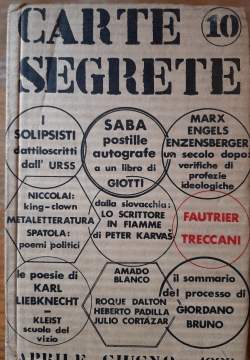 CARTE 10
SEGRETE
I
SOLIPSISTI
dattiloscritti
dall' URSS
SABA
postille
autografe
a un libro di
GIOTTI
MARX
ENGELS
ENZENSBERGER
un secolo dopo:
verifiche di
profezie
ideologiche
NICCOLAI:
king-clown
METALETTERATURA
SPATOLA:
poemi politici
dalla slovacchia:
LO SCRITTORE
IN FIAMME
di PETER KARVAŠ
FAUTRIER
TRECCANI
le poesie di
KARL
LIEBKNECHT
KLEIST
scuola del
vizio
AMADO
BLANCO
ROQUE DALTON
HEBERTO PADILLA
JULIO CORTÁZAR
il sommario
del processo di
GIORDANO
BRUNO
APRILE - GIUGNO